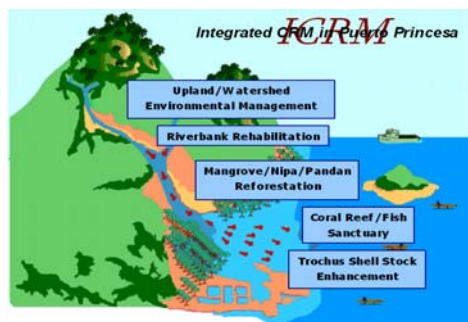 ICRM
Integrated CRM in Puerto Princesa
Upland/Watershed
Environmental Management
Riverbank Rehabilitation
Mangrove/Nipa/Pandan
Reforestation
Coral Reef/Fish
Sanctuary
Trochus Shell Stock
Enhancement